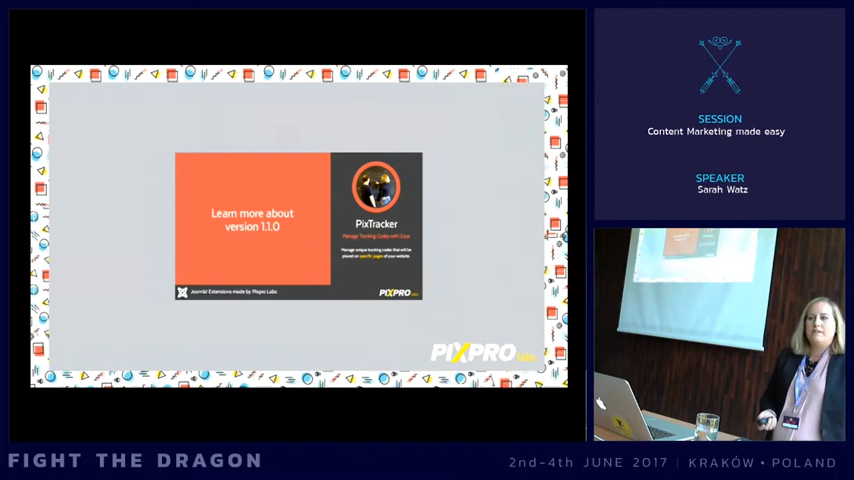 Learn more about
version 1.1.0
PixTracker
Manage Tracking Codes with Ease
Manage unique tracking codes that will be
placed on specific pages of your website.
Joomla! Extensions made by Pixpro Labs
PIXPRO labs
PIXPRO labs
SESSION
Content Marketing made easy
SPEAKER
Sarah Watz
FIGHT THE DRAGON
2nd-4th JUNE 2017 | KRAKÓW • POLAND